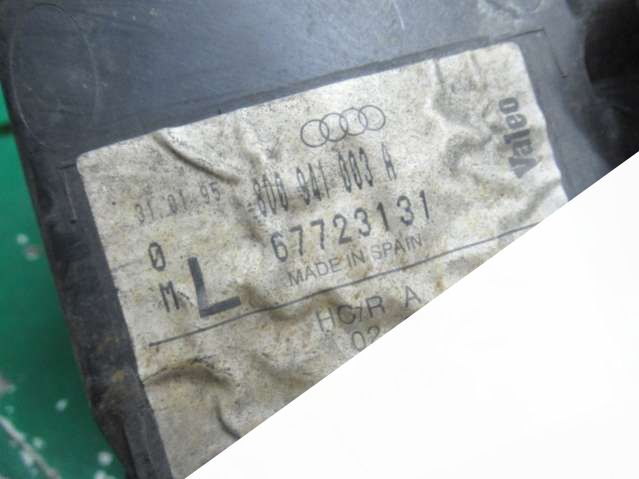 Valeo
31.01.95 8D0 941 003 A
0 67723131
MADE IN SPAIN
M L
HC/R A
02